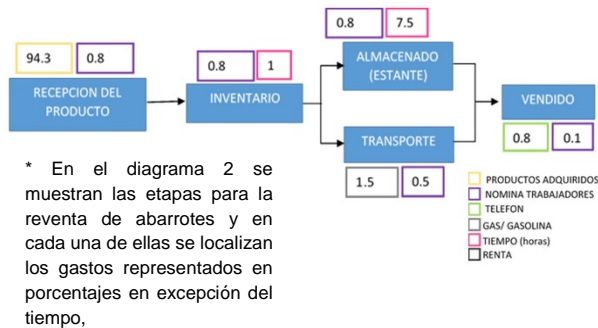 0.8 7.5
94.3 0.8
0.8 1
ALMACENADO
(ESTANTE)
RECEPCION DEL
PRODUCTO
INVENTARIO
VENDIDO
TRANSPORTE
0.8 0.1
1.5 0.5
* En el diagrama 2 se
muestran las etapas para la
reventa de abarrotes y en
cada una de ellas se localizan
los gastos representados en
porcentajes en excepción del
tiempo,
PRODUCTOS ADQUIRIDOS
NOMINA TRABAJADORES
TELEFON
GAS/ GASOLINA
TIEMPO (horas)
RENTA